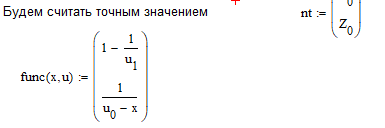 Будем считать точным значением
nt := ( 0
Z₀ )
func(x,u) := ( 1 - 1/u₁
1/(u₀ - x) )